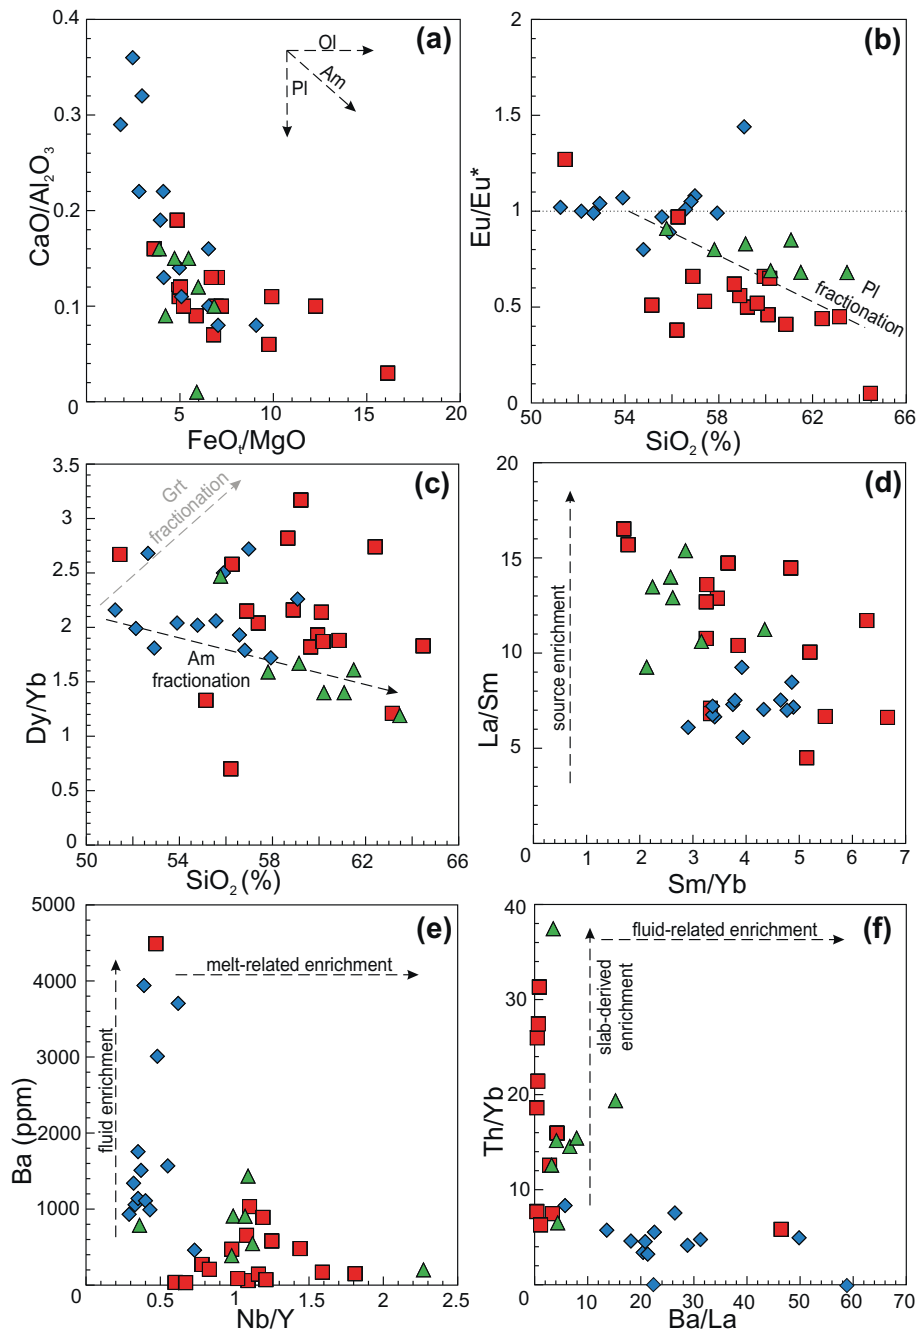 (a)
0.4
0.3
0.2
0.1
0
CaO/Al₂O₃
Ol
Am
Pl
5
10
15
20
FeOₜ/MgO
(b)
2
1.5
1
0.5
0
Eu/Eu*
Pl
fractionation
50
54
58
62
66
SiO₂(%)
(c)
3.5
3
2.5
2
1.5
1
0.5
0
Dy/Yb
Grt
fractionation
Am
fractionation
50
54
58
62
66
SiO₂(%)
(d)
20
15
10
5
La/Sm
source enrichment
0
1
2
3
4
5
6
7
Sm/Yb
(e)
5000
4000
3000
2000
1000
0
Ba (ppm)
fluid enrichment
melt-related enrichment
0.5
1
1.5
2
2.5
Nb/Y
(f)
40
30
20
10
0
Th/Yb
fluid-related enrichment
slab-derived
enrichment
0
10
20
30
40
50
60
70
Ba/La